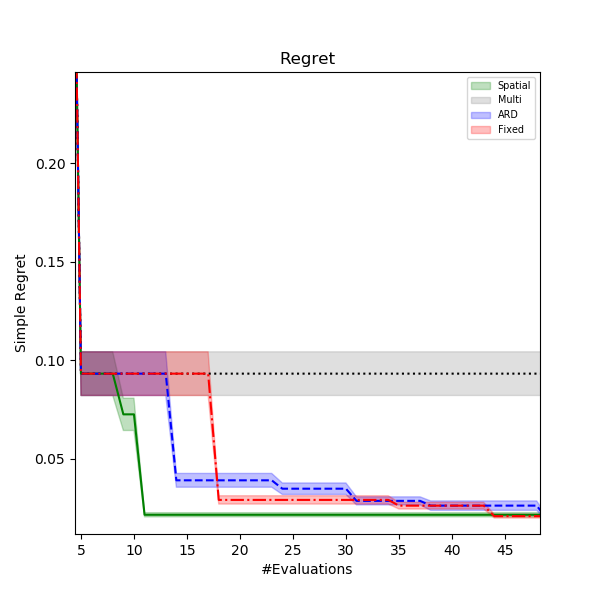 Regret
Spatial
Multi
ARD
Fixed
Simple Regret
0.20
0.15
0.10
0.05
5 10 15 20 25 30 35 40 45
#Evaluations